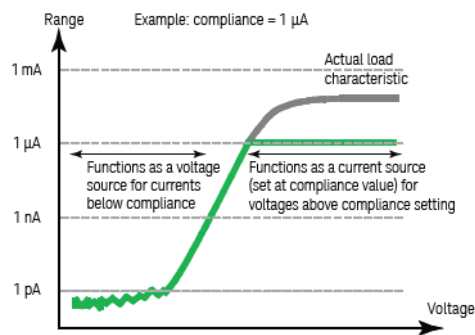 Range
Example: compliance = 1 µA
1 mA
Actual load
characteristic
1 µA
Functions as a voltage
source for currents
below compliance
Functions as a current source
(set at compliance value) for
voltages above compliance setting
1 nA
1 pA
Voltage